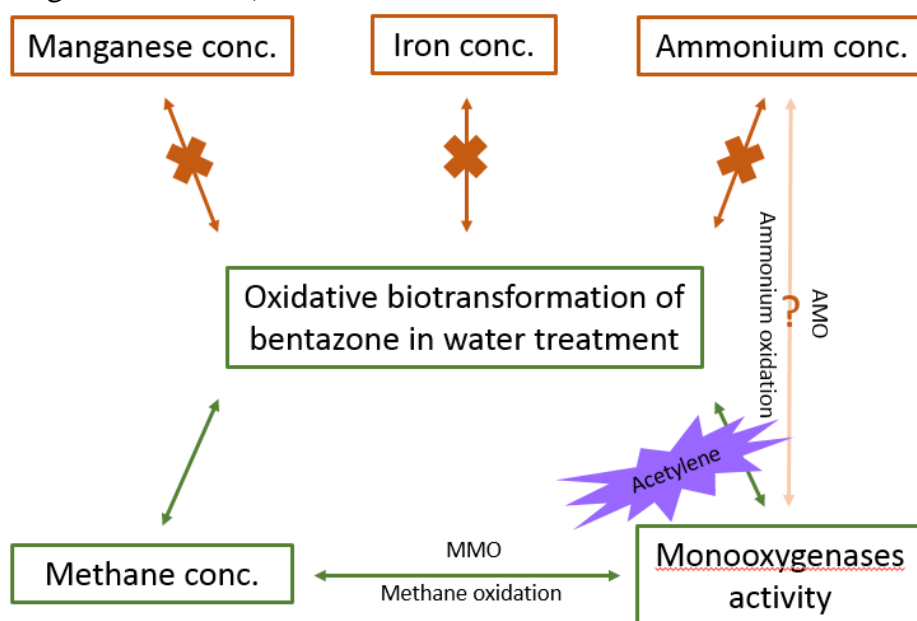 Manganese conc.
Iron conc.
Ammonium conc.
Oxidative biotransformation of
bentazone in water treatment
?
AMO
Ammonium oxidation
Acetylene
Methane conc.
MMO
Methane oxidation
Monooxygenases
activity